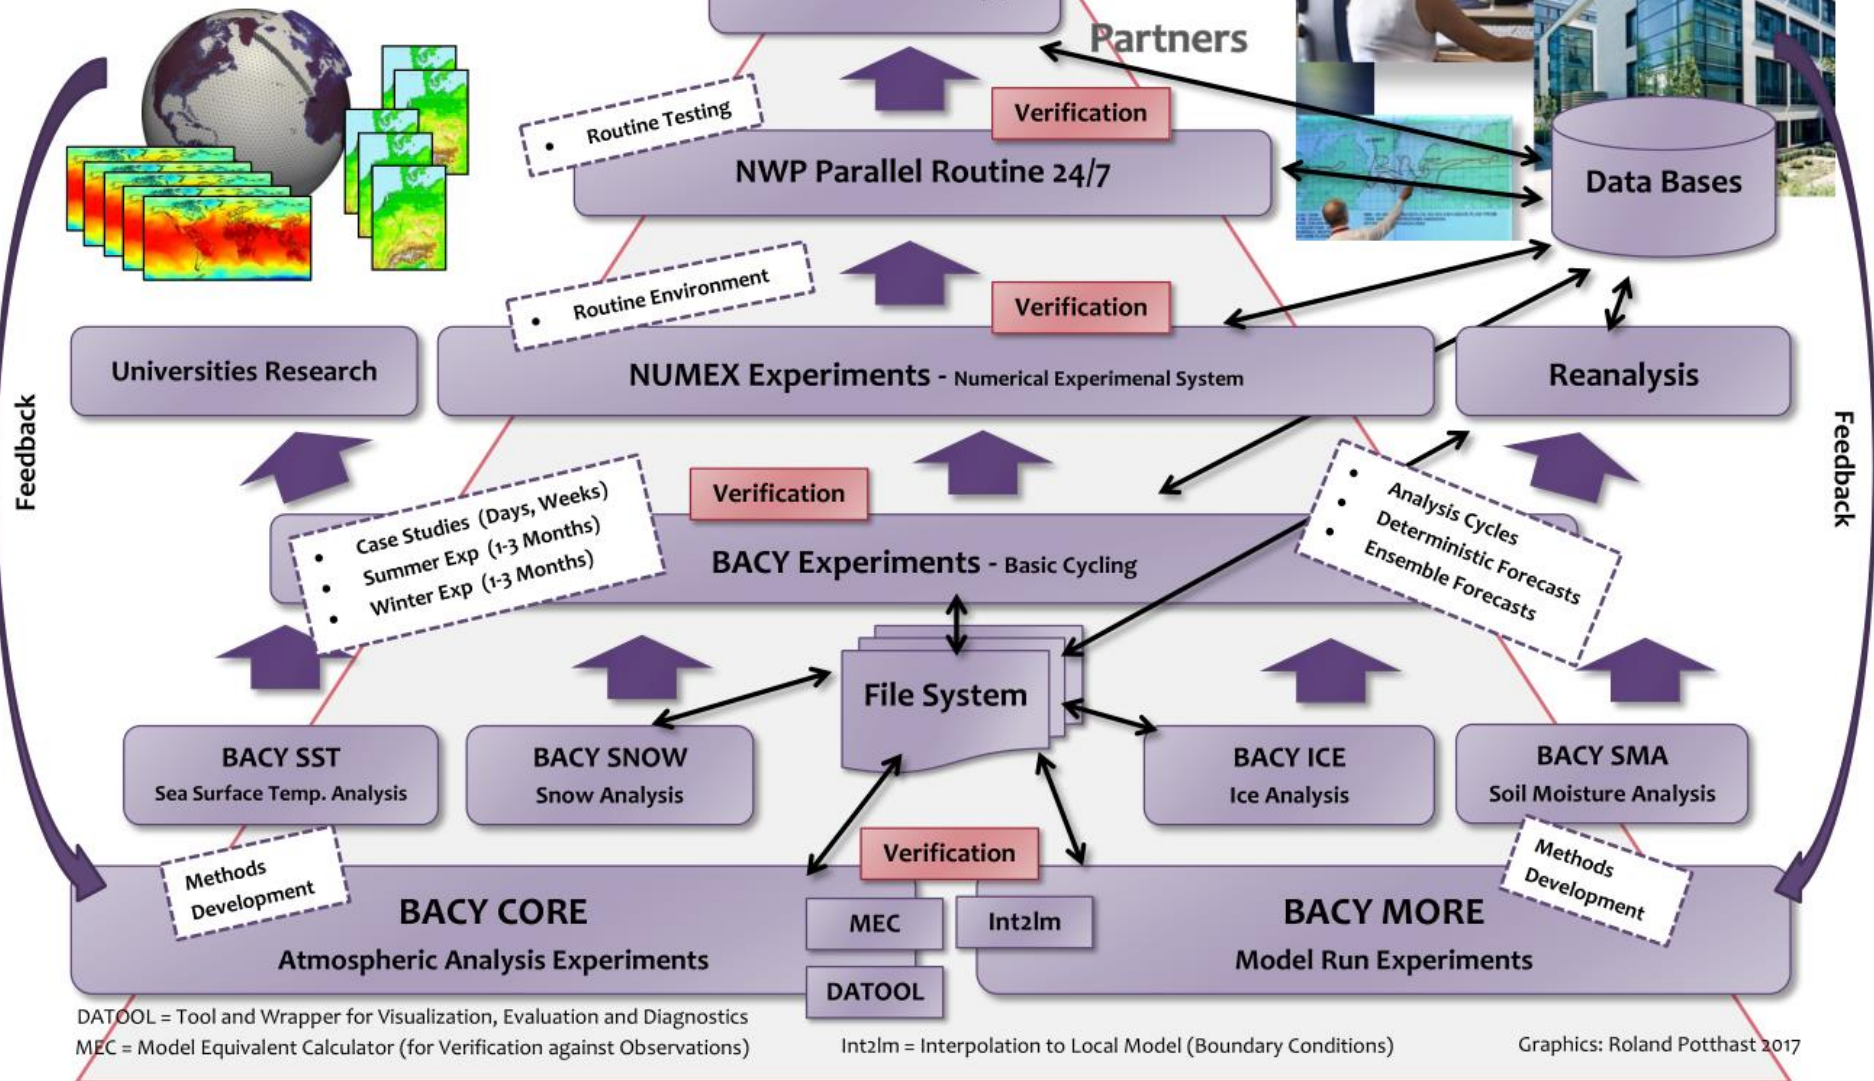 Partners
Verification
• Routine Testing
NWP Parallel Routine 24/7
Data Bases
• Routine Environment
Verification
Universities Research
NUMEX Experiments - Numerical Experimenal System
Reanalysis
Feedback
Feedback
Verification
• Case Studies (Days, Weeks)
• Summer Exp (1-3 Months)
• Winter Exp (1-3 Months)
• Analysis Cycles
• Deterministic Forecasts
• Ensemble Forecasts
BACY Experiments - Basic Cycling
File System
BACY SST
Sea Surface Temp. Analysis
BACY SNOW
Snow Analysis
BACY ICE
Ice Analysis
BACY SMA
Soil Moisture Analysis
Verification
Methods
Development
BACY CORE
Atmospheric Analysis Experiments
MEC
DATOOL
Int2lm
BACY MORE
Model Run Experiments
Methods
Development
DATOOL = Tool and Wrapper for Visualization, Evaluation and Diagnostics
MEC = Model Equivalent Calculator (for Verification against Observations)
Int2lm = Interpolation to Local Model (Boundary Conditions)
Graphics: Roland Potthast 2017